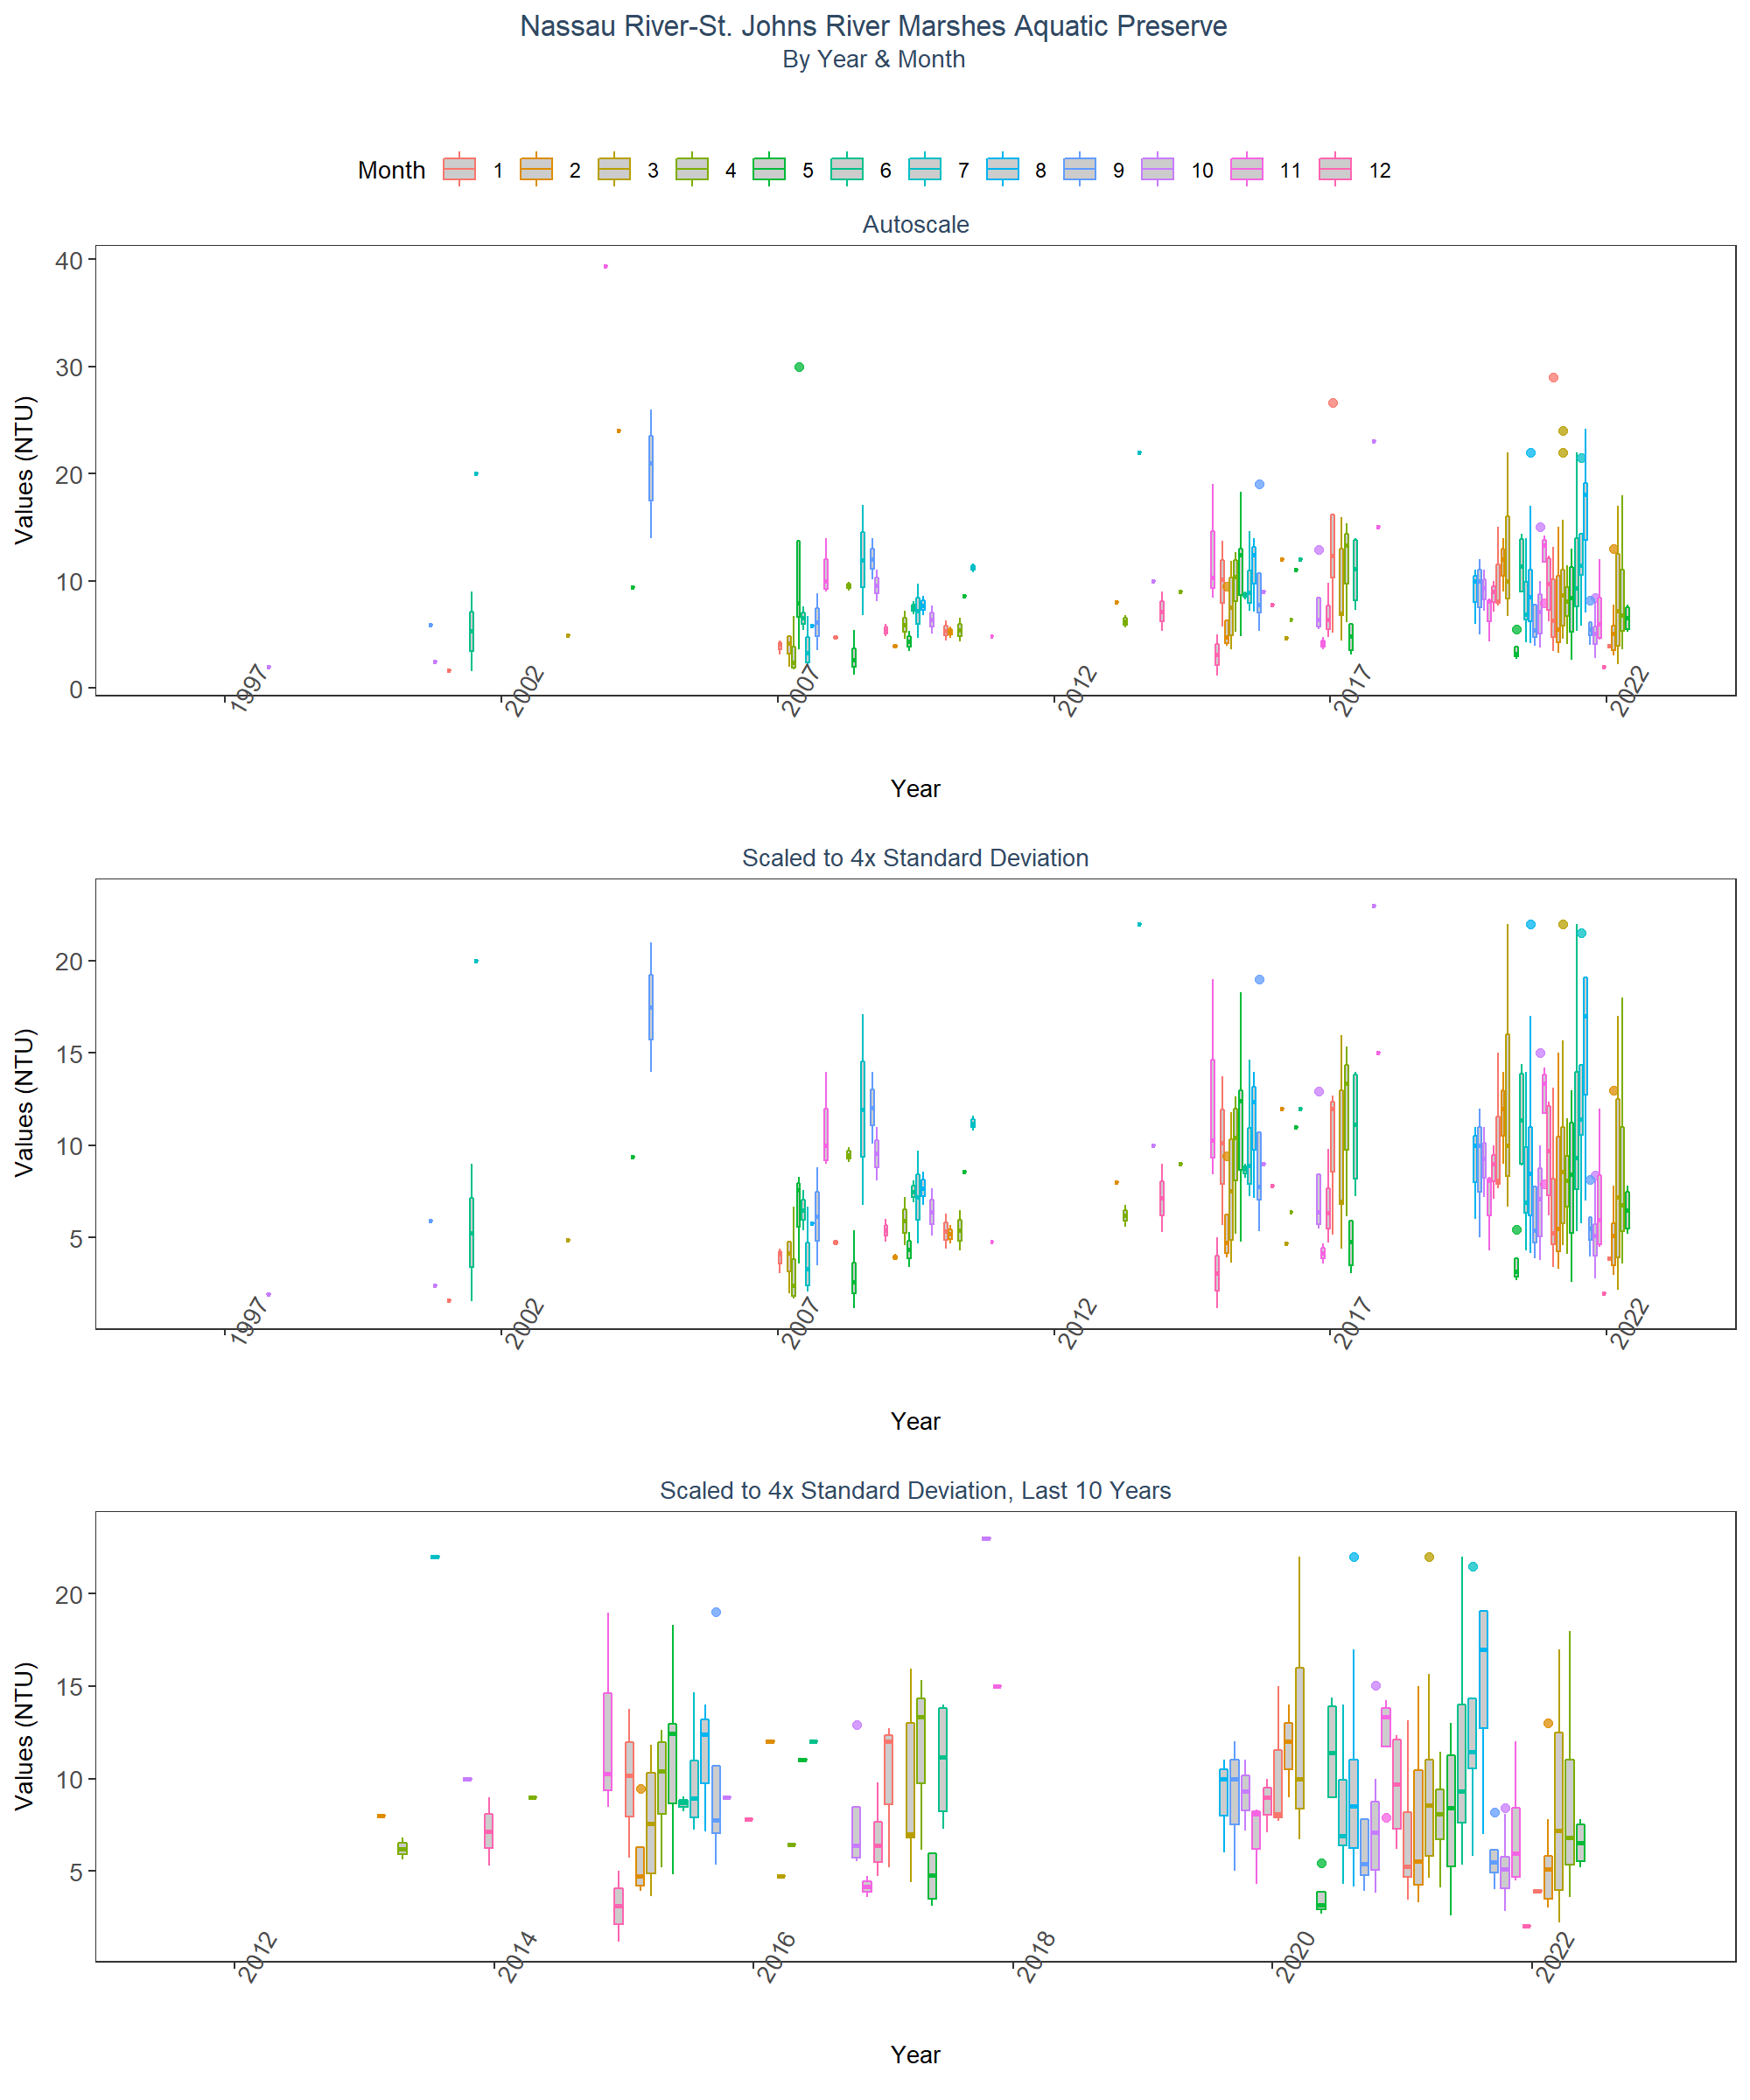 Nassau River-St. Johns River Marshes Aquatic Preserve
By Year & Month
Month 1 2 3 4 5 6 7 8 9 10 11 12
Autoscale
Values (NTU)
40
30
20
10
0
1997 2002 2007 2012 2017 2022
Year
Scaled to 4x Standard Deviation
Values (NTU)
20
15
10
5
1997 2002 2007 2012 2017 2022
Year
Scaled to 4x Standard Deviation, Last 10 Years
Values (NTU)
20
15
10
5
2012 2014 2016 2018 2020 2022
Year